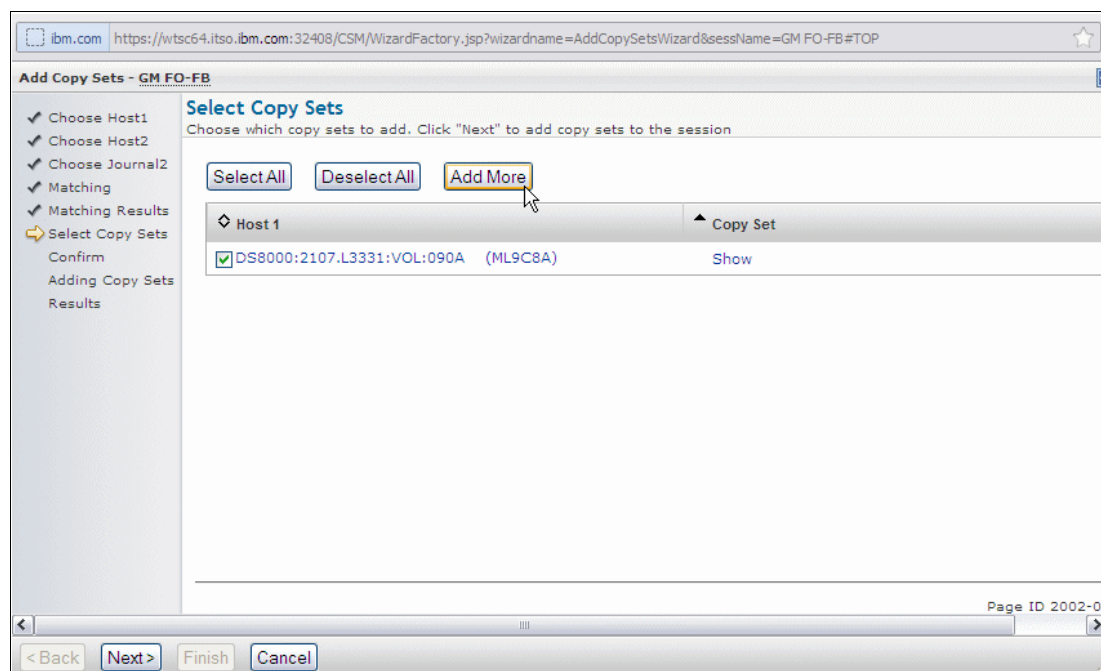 ibm.com https://wtsc64.itso.ibm.com:32408/CSM/WizardFactory.jsp?wizardname=AddCopySetsWizard&sessName=GM FO-FB#TOP
Add Copy Sets - GM FO-FB
Choose Host1
Choose Host2
Choose Journal2
Matching
Matching Results
Select Copy Sets
Confirm
Adding Copy Sets
Results
Select Copy Sets
Choose which copy sets to add. Click "Next" to add copy sets to the session
Select All Deselect All Add More
Host 1 Copy Set
DS8000:2107.L3331:VOL:090A (ML9C8A) Show
Page ID 2002-0
< Back Next > Finish Cancel